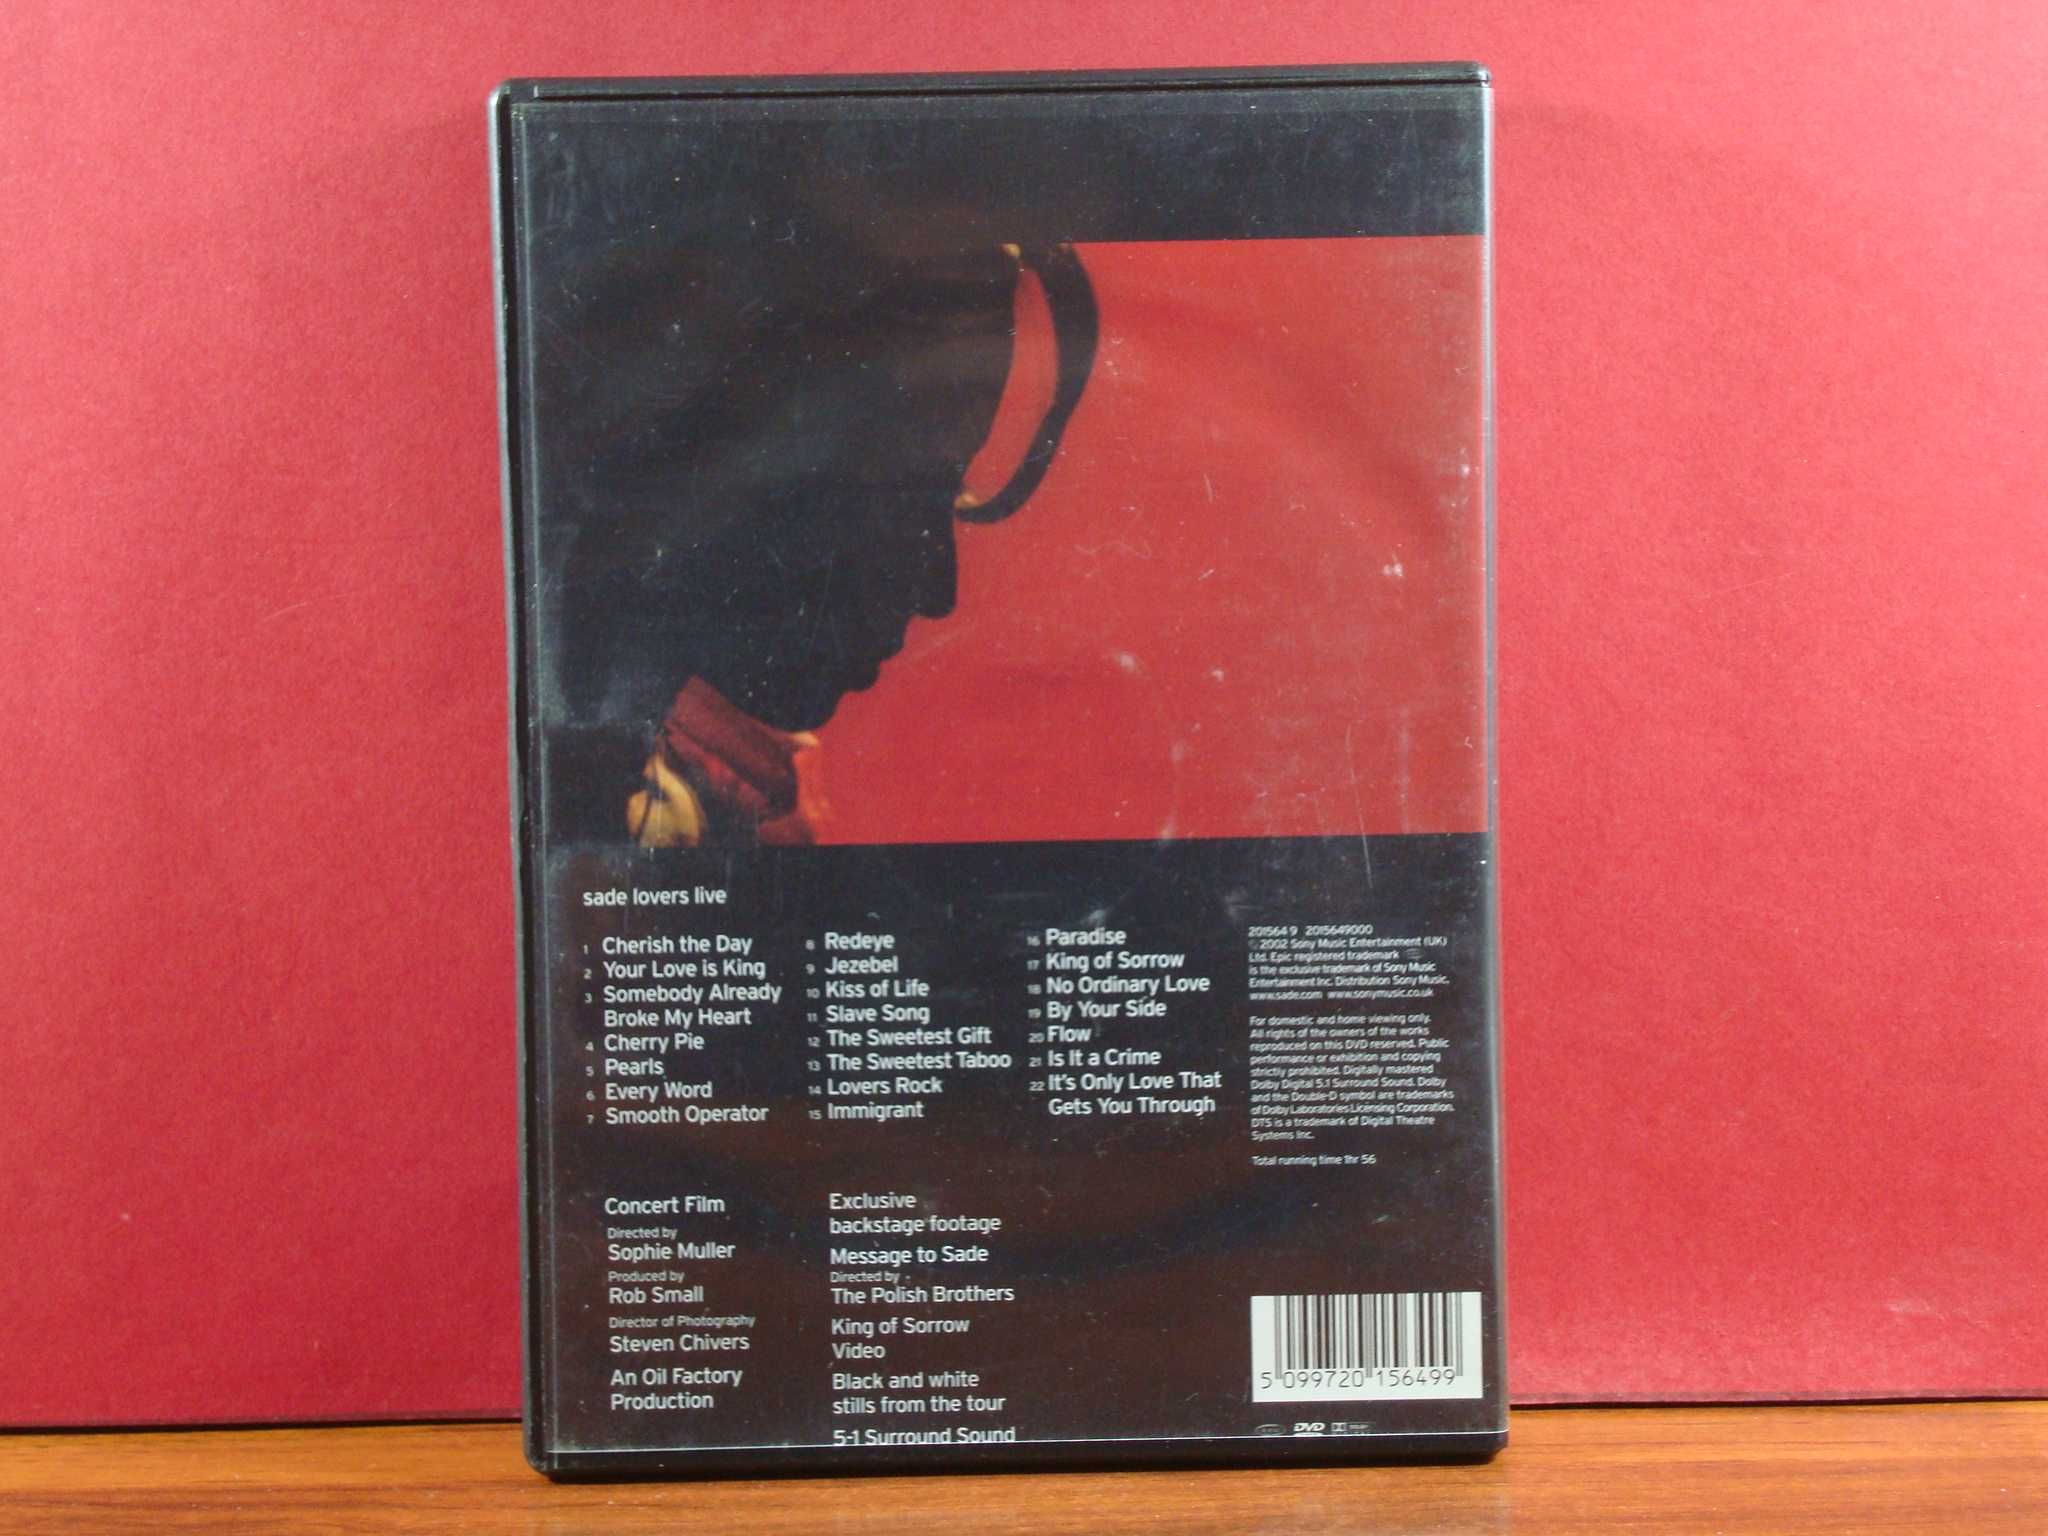 sade lovers live
1 Cherish the Day
2 Your Love is King
3 Somebody Already
Broke My Heart
4 Cherry Pie
5 Pearls
6 Every Word
7 Smooth Operator
8 Redeye
9 Jezebel
10 Kiss of Life
11 Slave Song
12 The Sweetest Gift
13 The Sweetest Taboo
14 Lovers Rock
15 Immigrant
16 Paradise
17 King of Sorrow
18 No Ordinary Love
19 By Your Side
20 Flow
21 Is It a Crime
22 It's Only Love That
Gets You Through
201564 9 2015649000
© 2002 Sony Music Entertainment (UK)
Ltd. Epic registered trademark
is the exclusive trademark of Sony Music
Entertainment Inc. Distribution Sony Music.
www.sade.com www.sonymusic.co.uk
For domestic and home viewing only.
All rights of the owners of the works
reproduced on this DVD reserved. Public
performance or exhibition and copying
strictly prohibited. Digitally mastered
Dolby Digital 5.1 Surround Sound. Dolby
and the Double-D symbol are trademarks
of Dolby Laboratories Licensing Corporation.
DTS is a trademark of Digital Theatre
Systems Inc.
Total running time 1hr 56
Concert Film
Directed by
Sophie Muller
Produced by
Rob Small
Director of Photography
Steven Chivers
An Oil Factory
Production
Exclusive
backstage footage
Message to Sade
Directed by
The Polish Brothers
King of Sorrow
Video
Black and white
stills from the tour
5-1 Surround Sound
5 099720 156499
DVD